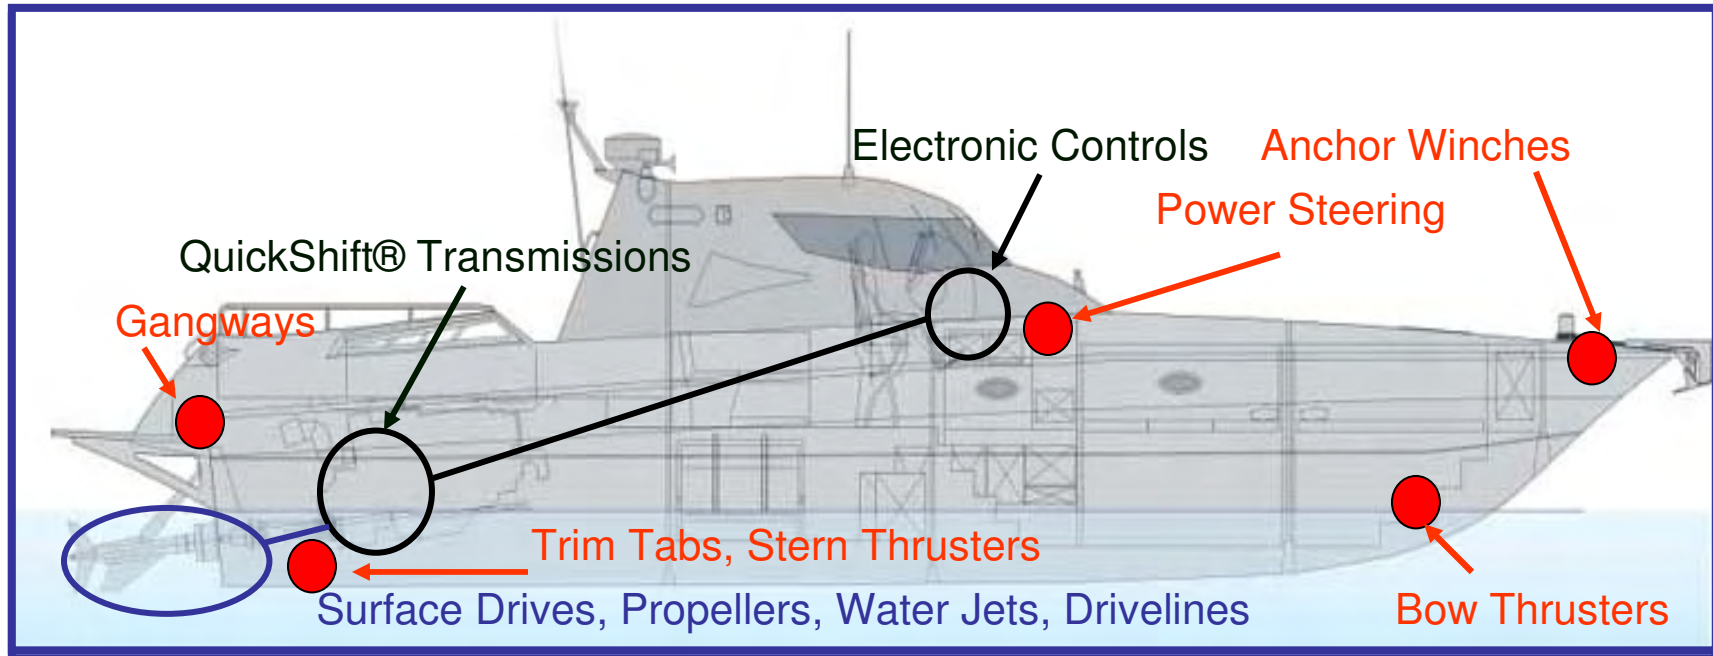 Electronic Controls
Anchor Winches
Power Steering
QuickShift® Transmissions
Gangways
Trim Tabs, Stern Thrusters
Surface Drives, Propellers, Water Jets, Drivelines
Bow Thrusters